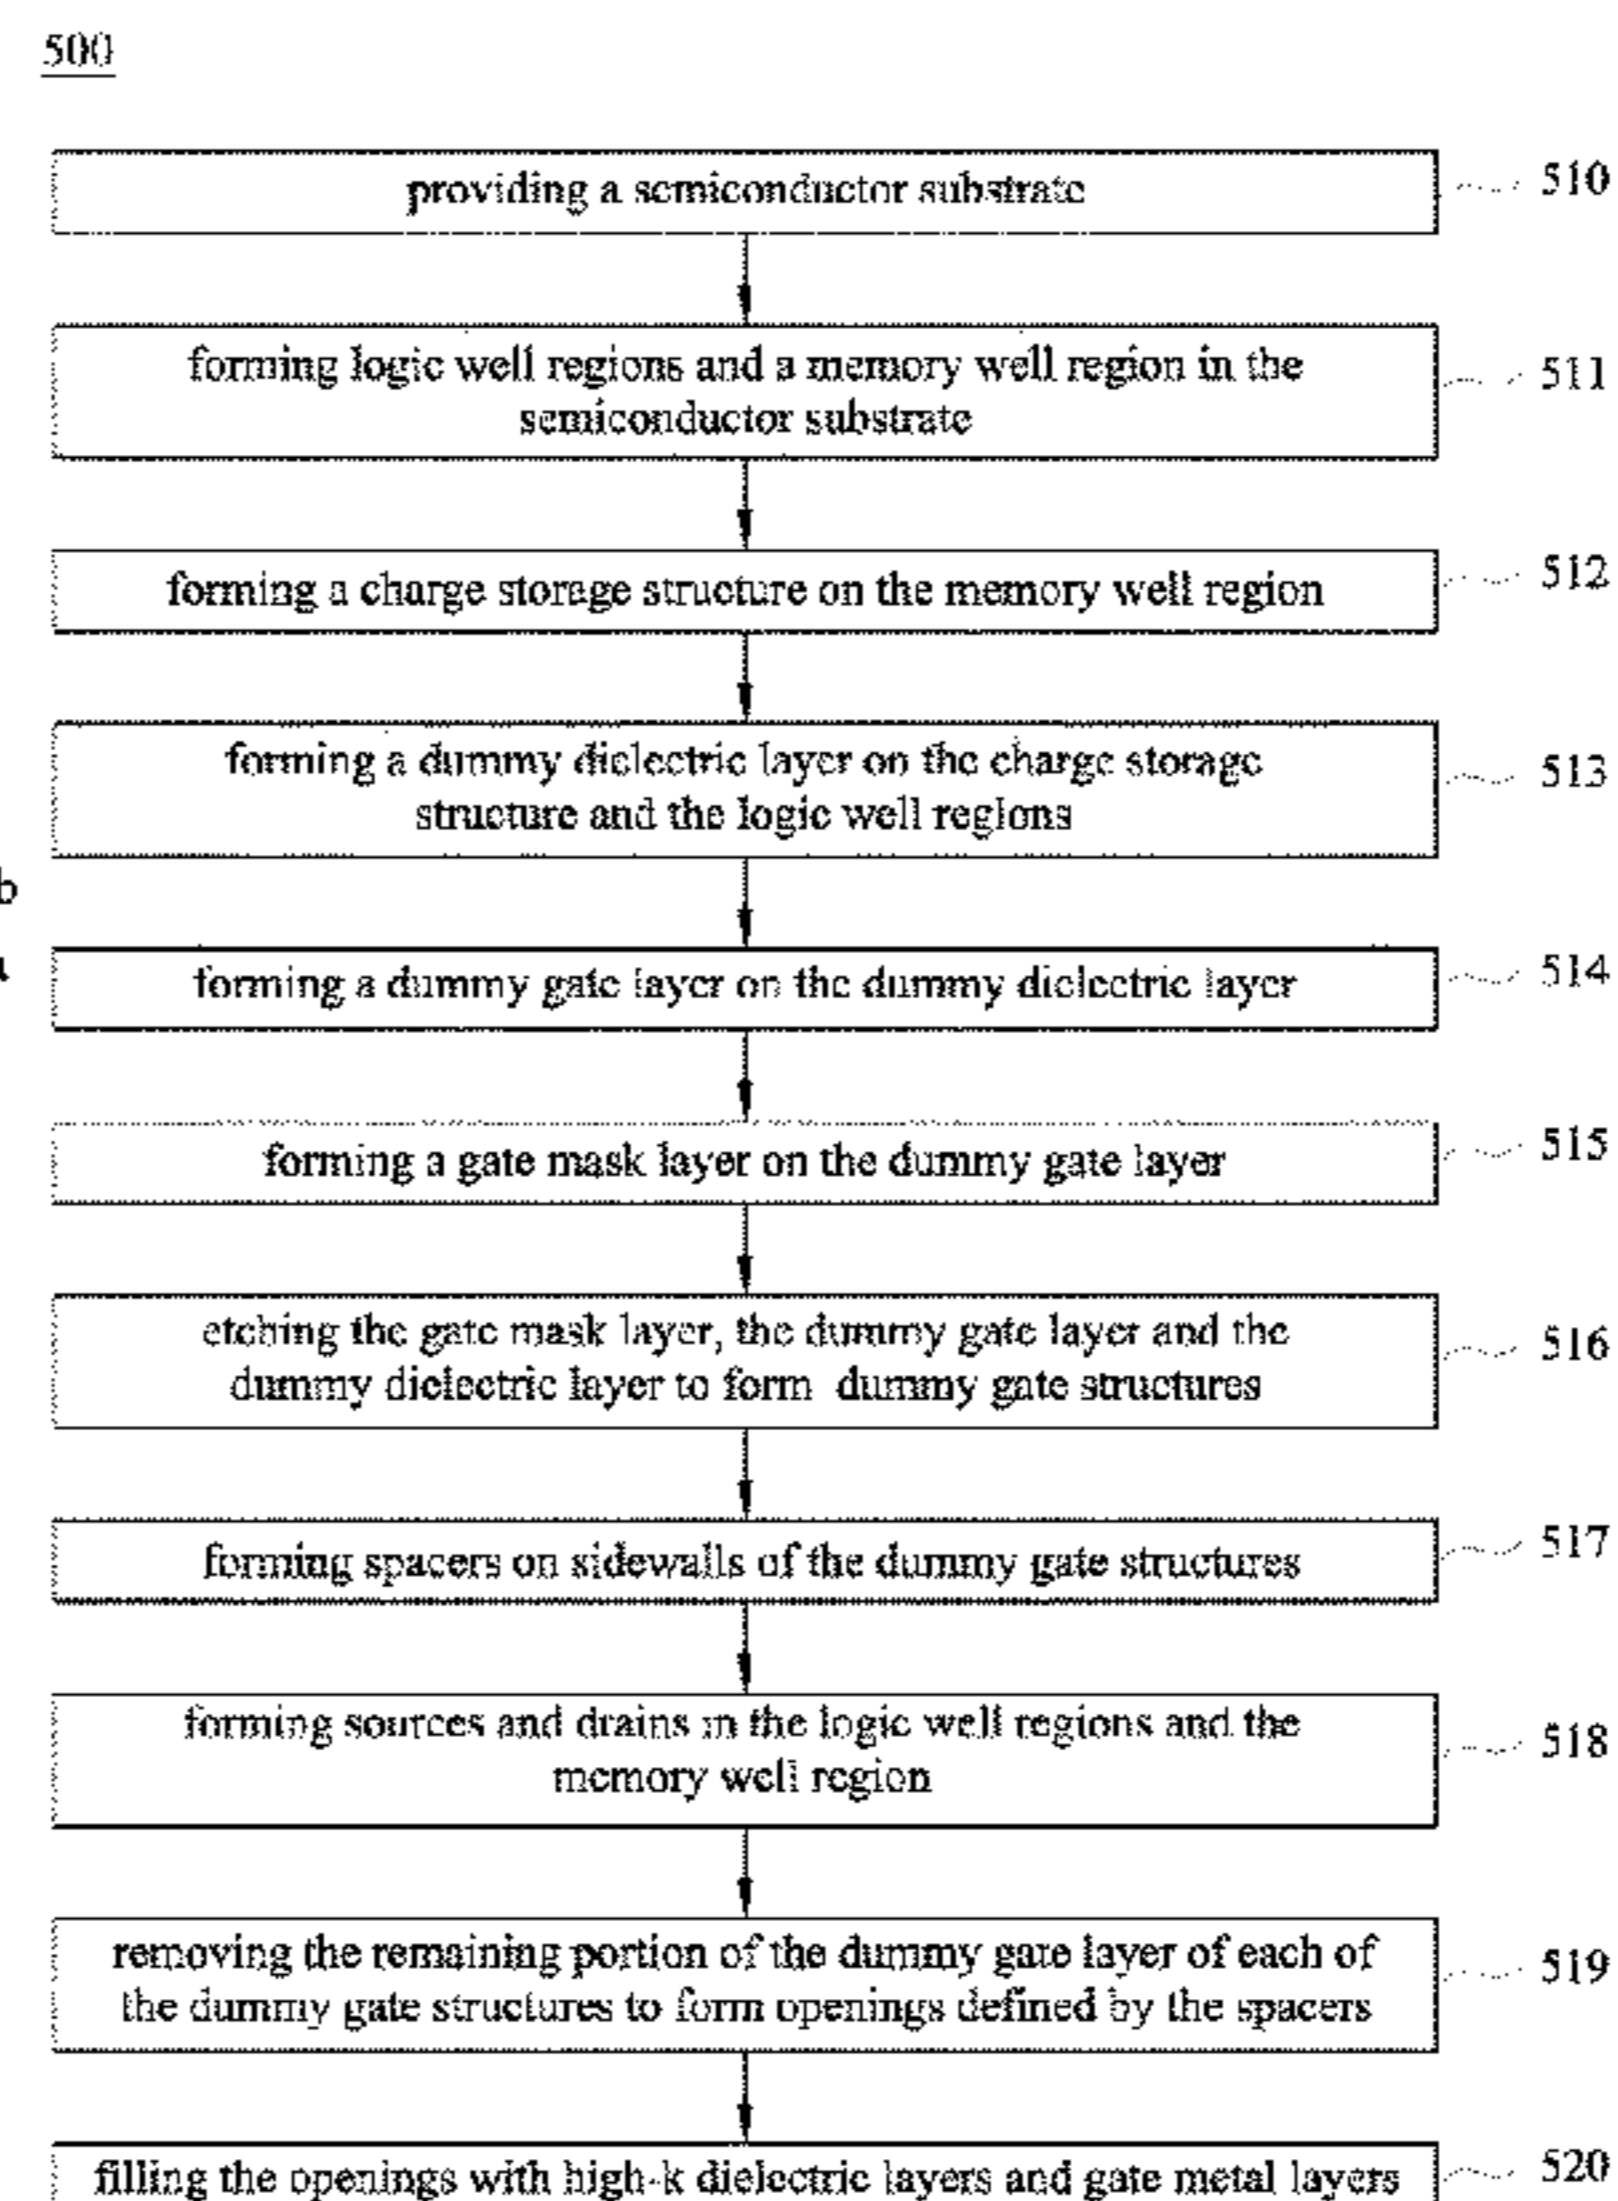 500
providing a semiconductor substrate
510
forming logic well regions and a memory well region in the
semiconductor substrate
511
forming a charge storage structure on the memory well region
512
forming a dummy dielectric layer on the charge storage
structure and the logic well regions
513
b
a
forming a dummy gate layer on the dummy dielectric layer
514
forming a gate mask layer on the dummy gate layer
515
etching the gate mask layer, the dummy gate layer and the
dummy dielectric layer to form dummy gate structures
516
forming spacers on sidewalls of the dummy gate structures
517
forming sources and drains in the logic well regions and the
memory well region
518
removing the remaining portion of the dummy gate layer of each of
the dummy gate structures to form openings defined by the spacers
519
filling the openings with high-k dielectric layers and gate metal layers
520